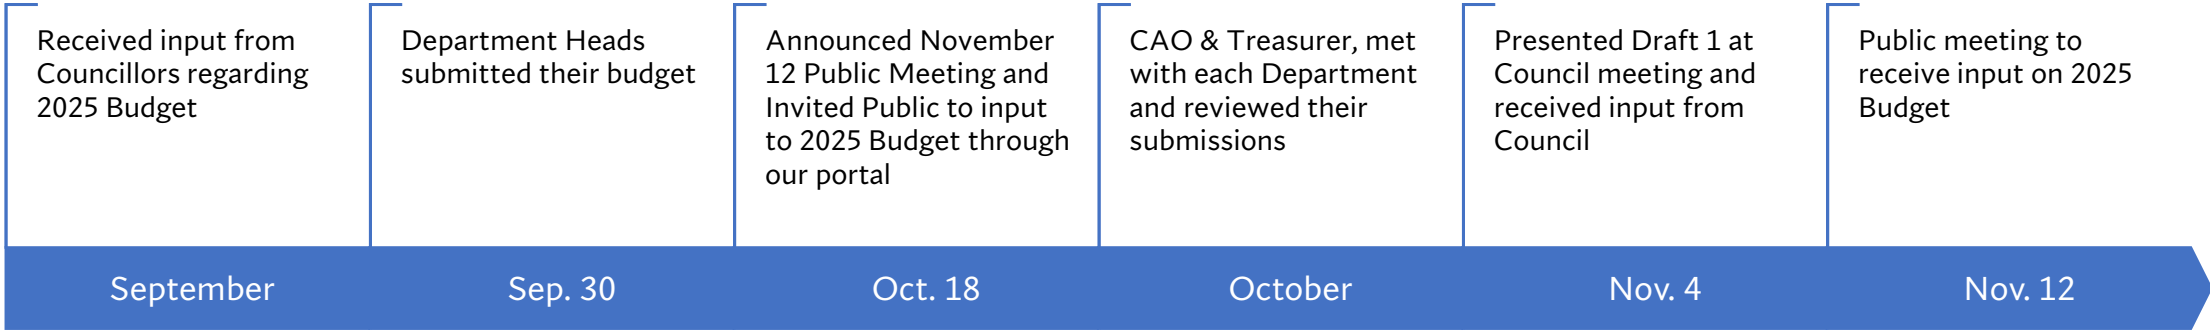 Received input from
Councillors regarding
2025 Budget
Department Heads
submitted their budget
Announced November
12 Public Meeting and
Invited Public to input
to 2025 Budget through
our portal
CAO & Treasurer, met
with each Department
and reviewed their
submissions
Presented Draft 1 at
Council meeting and
received input from
Council
Public meeting to
receive input on 2025
Budget
September
Sep. 30
Oct. 18
October
Nov. 4
Nov. 12